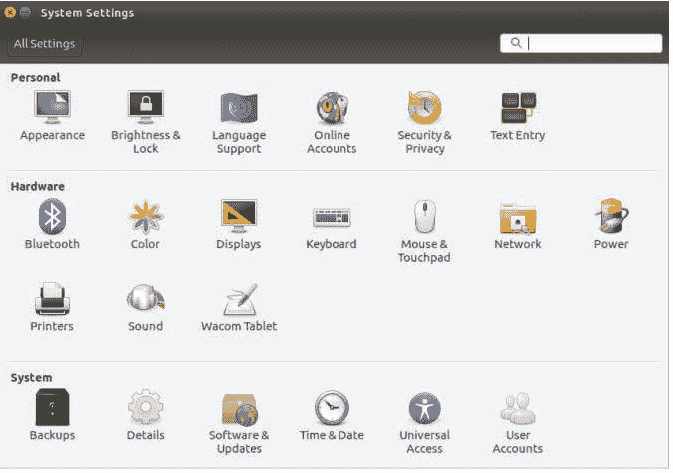 System Settings
All Settings
Personal
Appearance
Brightness &
Lock
Language
Support
Online
Accounts
Security &
Privacy
Text Entry
Hardware
Bluetooth
Color
Displays
Keyboard
Mouse &
Touchpad
Network
Power
Printers
Sound
Wacom Tablet
System
Backups
Details
Software &
Updates
Time & Date
Universal
Access
User
Accounts